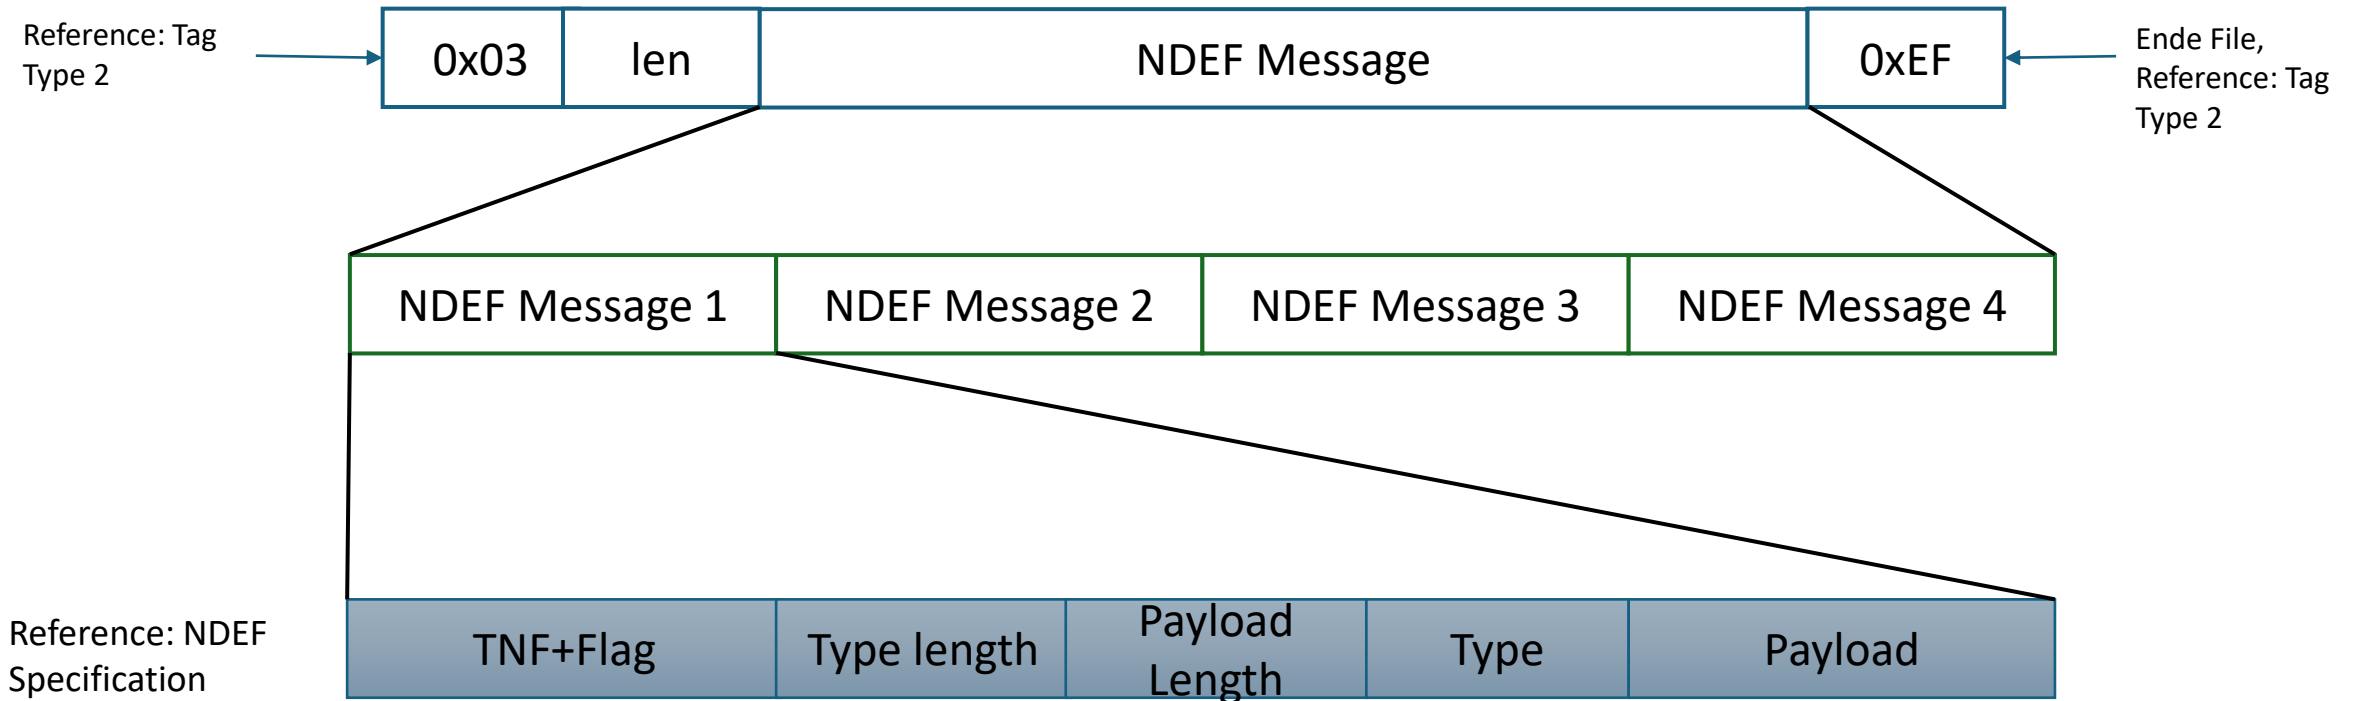 Reference: Tag
Type 2
0x03
len
NDEF Message
0xEF
Ende File,
Reference: Tag
Type 2
NDEF Message 1
NDEF Message 2
NDEF Message 3
NDEF Message 4
Reference: NDEF
Specification
TNF+Flag
Type length
Payload
Length
Type
Payload